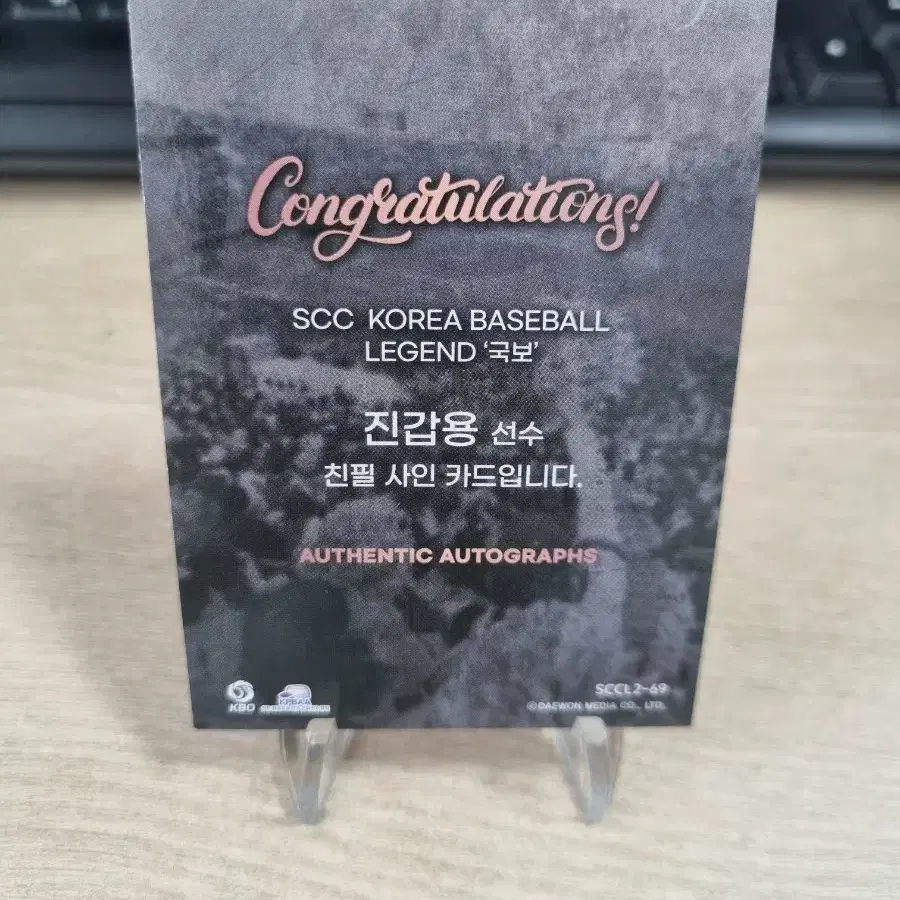 Congratulations!
SCC KOREA BASEBALL
LEGEND ‘국보’
진갑용 선수
친필 사인 카드입니다.
AUTHENTIC AUTOGRAPHS
SCCL2-69
KBO
KPBAA
©DAEWON MEDIA CO., LTD.